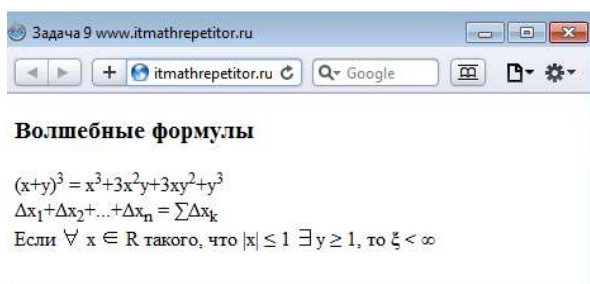 Задача 9 www.itmathrepetitor.ru
itmathrepetitor.ru Google
Волшебные формулы
(x+y)³ = x³+3x²y+3xy²+y³
Δx₁+Δx₂+...+Δxₙ = ∑Δxₖ
Если ∀ x ∈ R такого, что |x| ≤ 1 ∃ y ≥ 1, то ξ < ∞